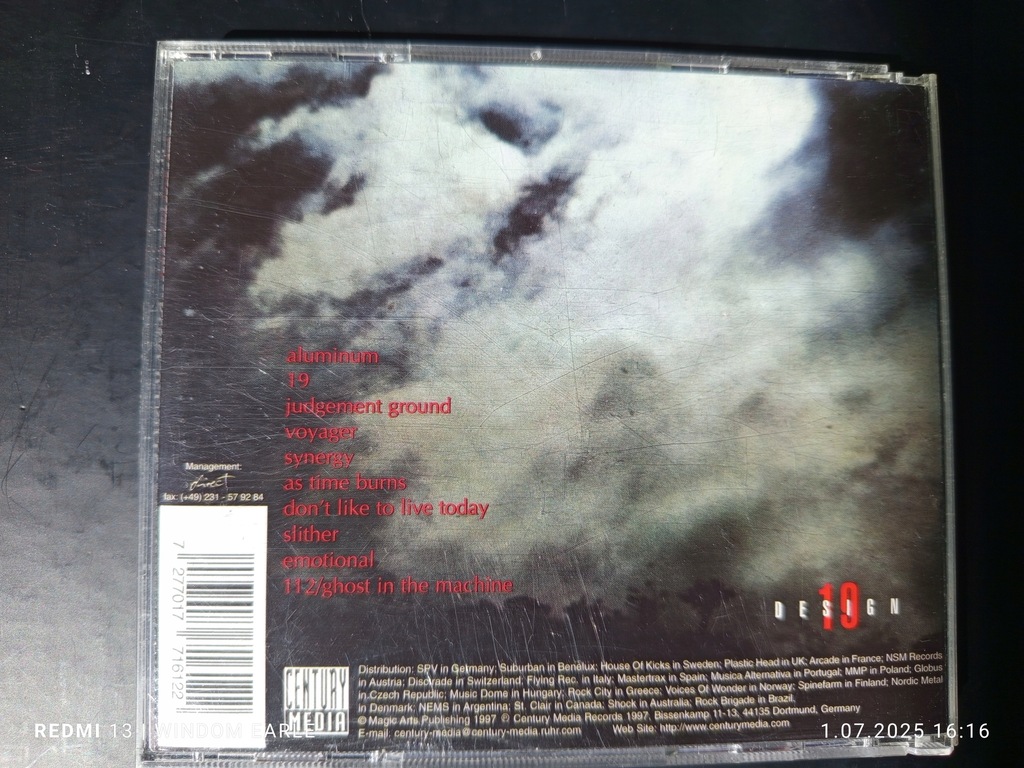 aluminum
19
judgement ground
voyager
synergy
as time burns
don't like to live today
slither
emotional
112/ghost in the machine
Management:
direct
fax: (+49) 231 - 57 92 84
7 277017 716122
DESIGN
19
CENTURY
MEDIA
Distribution: SPV in Germany; Suburban in Benelux; House Of Kicks in Sweden; Plastic Head in UK; Arcade in France; NSM Records
in Austria; Disctrade in Switzerland; Flying Rec. in Italy; Mastertrax in Spain; Musica Alternativa in Portugal; MMP in Poland; Globus
in Czech Republic; Music Dome in Hungary; Rock City in Greece; Voices Of Wonder in Norway; Spinefarm in Finland; Nordic Metal
in Denmark; NEMS in Argentina; St. Clair in Canada; Shock in Australia; Rock Brigade in Brazil.
© Magic Arts Publishing 1997 ℗ Century Media Records 1997, Bissenkamp 11-13, 44135 Dortmund, Germany
E-mail. century-media@century-media.ruhr.com Web Site: http://www.centurymedia.com
REDMI 13 | WINDOM EARLE
1.07.2025 16:16